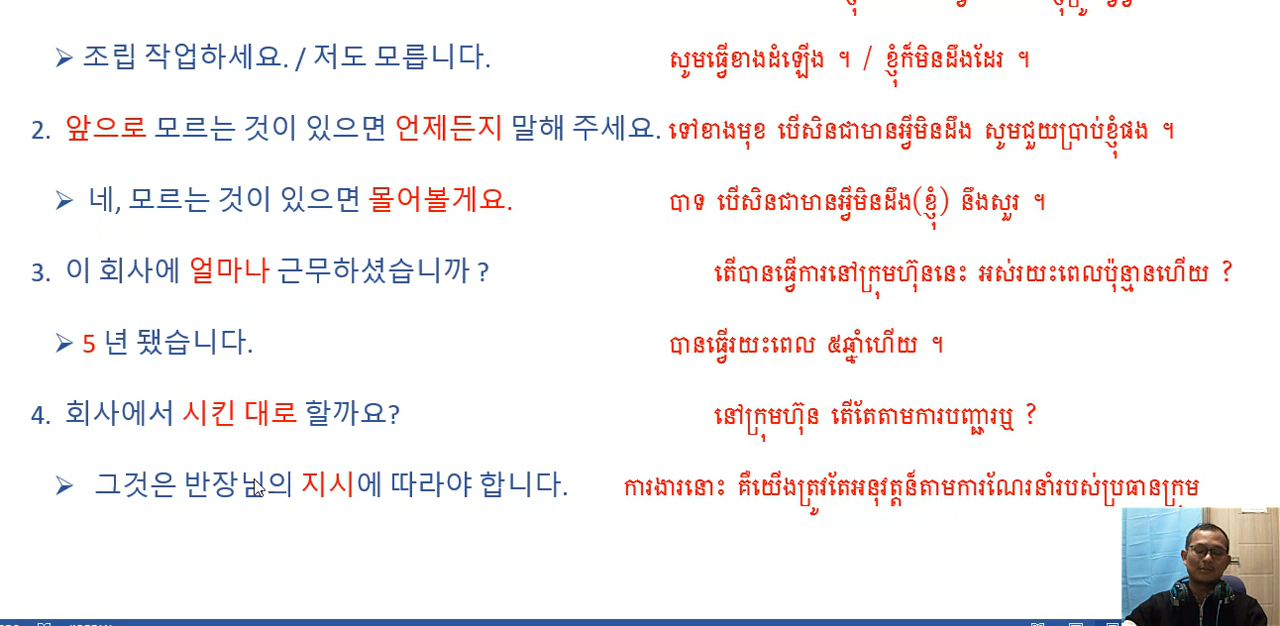 ➢ 조립 작업하세요. / 저도 모릅니다. សូមធ្វើខាងដំឡើង ។ / ខ្ញុំក៏មិនដឹងដែរ ។
2. 앞으로 모르는 것이 있으면 언제든지 말해 주세요. ទៅខាងមុខ បើសិនជាមានអ្វីមិនដឹង សូមជួយប្រាប់ខ្ញុំផង ។
➢ 네, 모르는 것이 있으면 몰어볼게요. បាទ បើសិនជាមានអ្វីមិនដឹង(ខ្ញុំ) នឹងសួរ ។
3. 이 회사에 얼마나 근무하셨습니까 ? តើបានធ្វើការនៅក្រុមហ៊ុននេះ អស់រយះពេលប៉ុន្មានហើយ ?
➢ 5 년 됐습니다. បានធ្វើរយះពេល ៥ឆ្នាំហើយ ។
4. 회사에서 시킨 대로 할까요? នៅក្រុមហ៊ុន តើតែតាមការបញ្ជារឬ ?
➢ 그것은 반장님의 지시에 따라야 합니다. ការងារនោះ គឺយើងត្រូវតែអនុវត្តន៍តាមការណែរនាំរបស់ប្រធានក្រុម